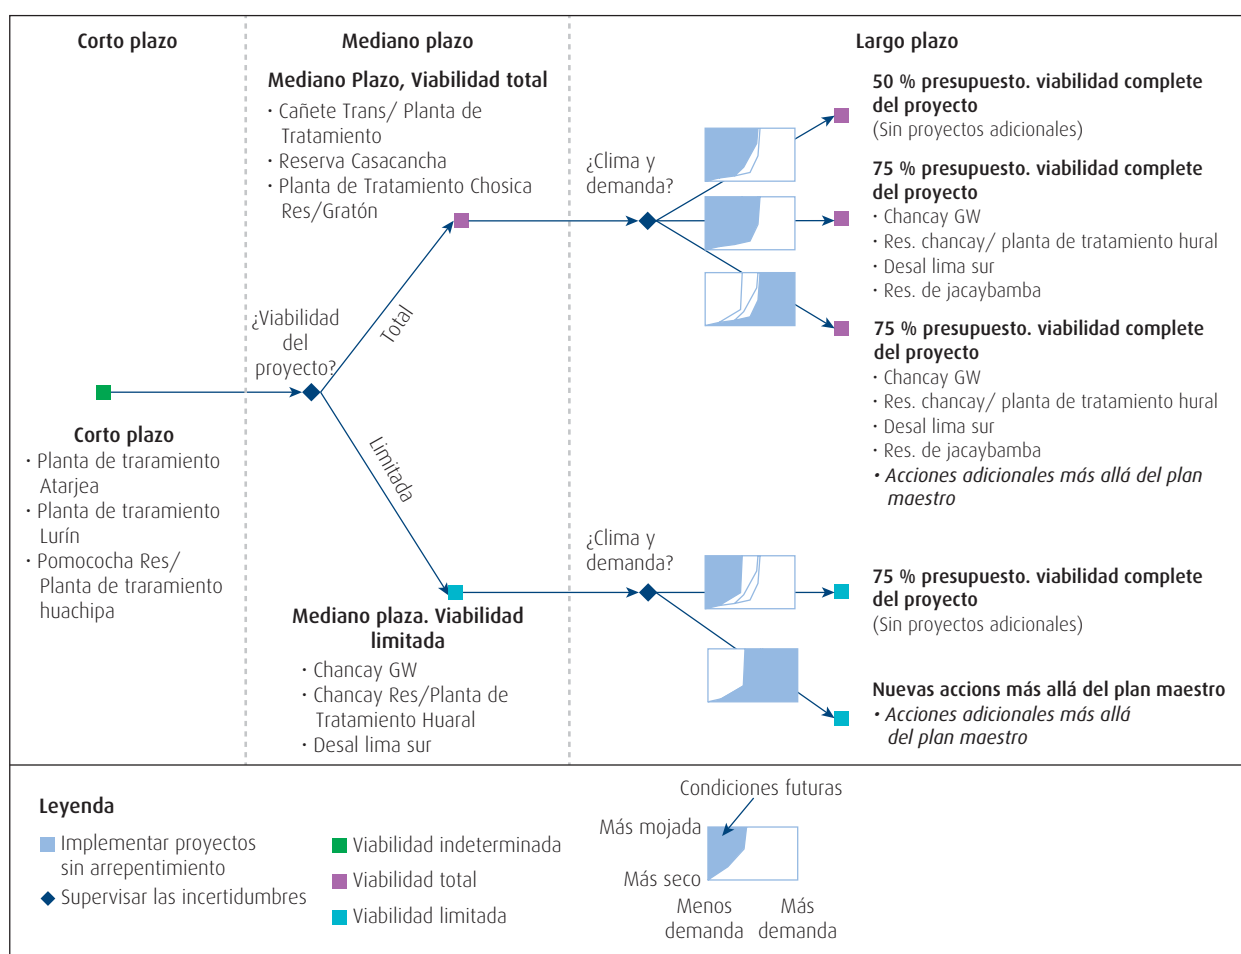 Corto plazo
Mediano plazo
Largo plazo
Mediano Plazo, Viabilidad total
· Cañete Trans/ Planta de
Tratamiento
· Reserva Casacancha
· Planta de Tratamiento Chosica
Res/Gratón
¿Clima y
demanda?
50 % presupuesto. viabilidad complete
del proyecto
(Sin proyectos adicionales)
75 % presupuesto. viabilidad complete
del proyecto
· Chancay GW
· Res. chancay/ planta de tratamiento hural
· Desal lima sur
· Res. de jacaybamba
75 % presupuesto. viabilidad complete
del proyecto
· Chancay GW
· Res. chancay/ planta de tratamiento hural
· Desal lima sur
· Res. de jacaybamba
· Acciones adicionales más allá del plan
maestro
¿Viabilidad
del
proyecto?
Total
Limitada
Corto plazo
· Planta de traramiento
Atarjea
· Planta de traramiento
Lurín
· Pomococha Res/
Planta de traramiento
huachipa
Mediano plaza. Viabilidad
limitada
· Chancay GW
· Chancay Res/Planta de
Tratamiento Huaral
· Desal lima sur
¿Clima y
demanda?
75 % presupuesto. viabilidad complete
del proyecto
(Sin proyectos adicionales)
Nuevas accions más allá del plan maestro
· Acciones adicionales más allá
del plan maestro
Leyenda
Implementar proyectos
sin arrepentimiento
Supervisar las incertidumbres
Viabilidad indeterminada
Viabilidad total
Viabilidad limitada
Condiciones futuras
Más mojada
Más seco
Menos
demanda
Más
demanda